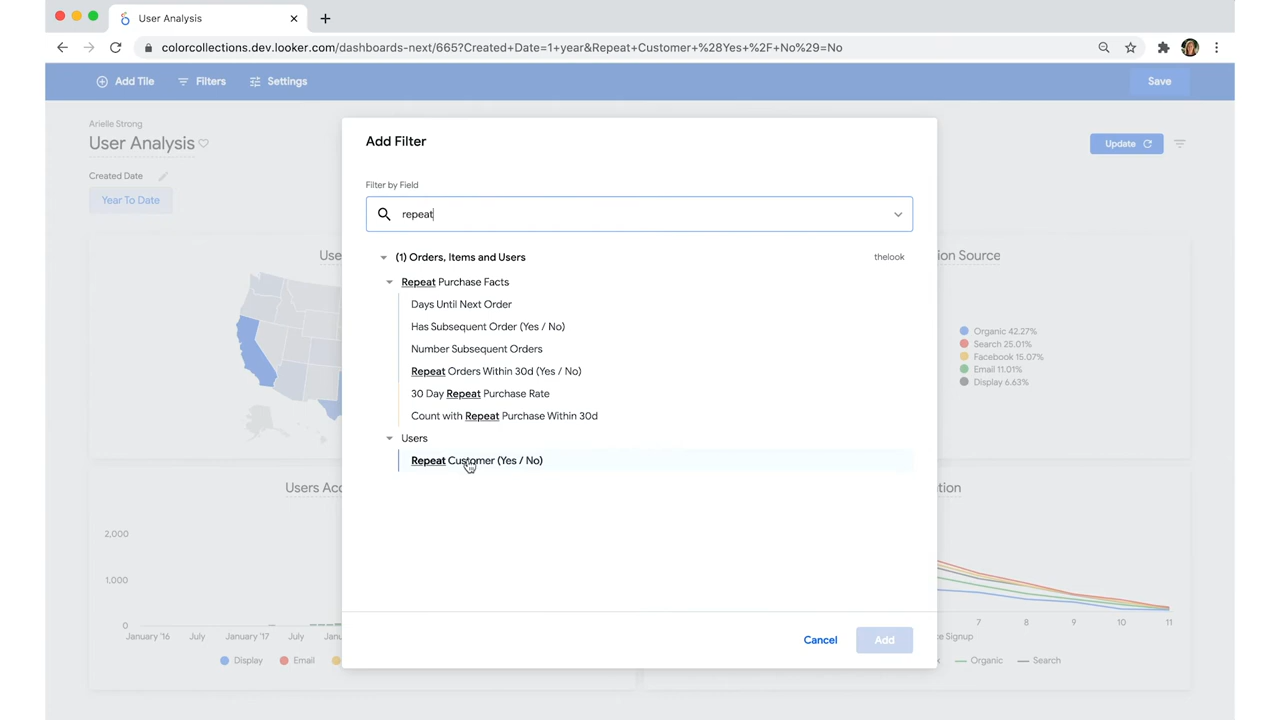 User Analysis
colorcollections.dev.looker.com/dashboards-next/665?Created+Date=1+year&Repeat+Customer+%28Yes+%2F+No%29=No
Add Tile Filters Settings Save
Arielle Strong
User Analysis
Update
Created Date
Year To Date
Add Filter
Filter by Field
repeat
(1) Orders, Items and Users thelook
Repeat Purchase Facts
Days Until Next Order
Has Subsequent Order (Yes / No)
Number Subsequent Orders
Repeat Orders Within 30d (Yes / No)
30 Day Repeat Purchase Rate
Count with Repeat Purchase Within 30d
Users
Repeat Customer (Yes / No)
Cancel Add
Use
ion Source
Organic 42.27%
Search 25.01%
Facebook 15.07%
Email 11.01%
Display 6.63%
Users Acc
2,000
1,000
0
January '16 July January '17 July Janu
Display Email
tion
7 8 9 10 11
ce Signup
k Organic Search